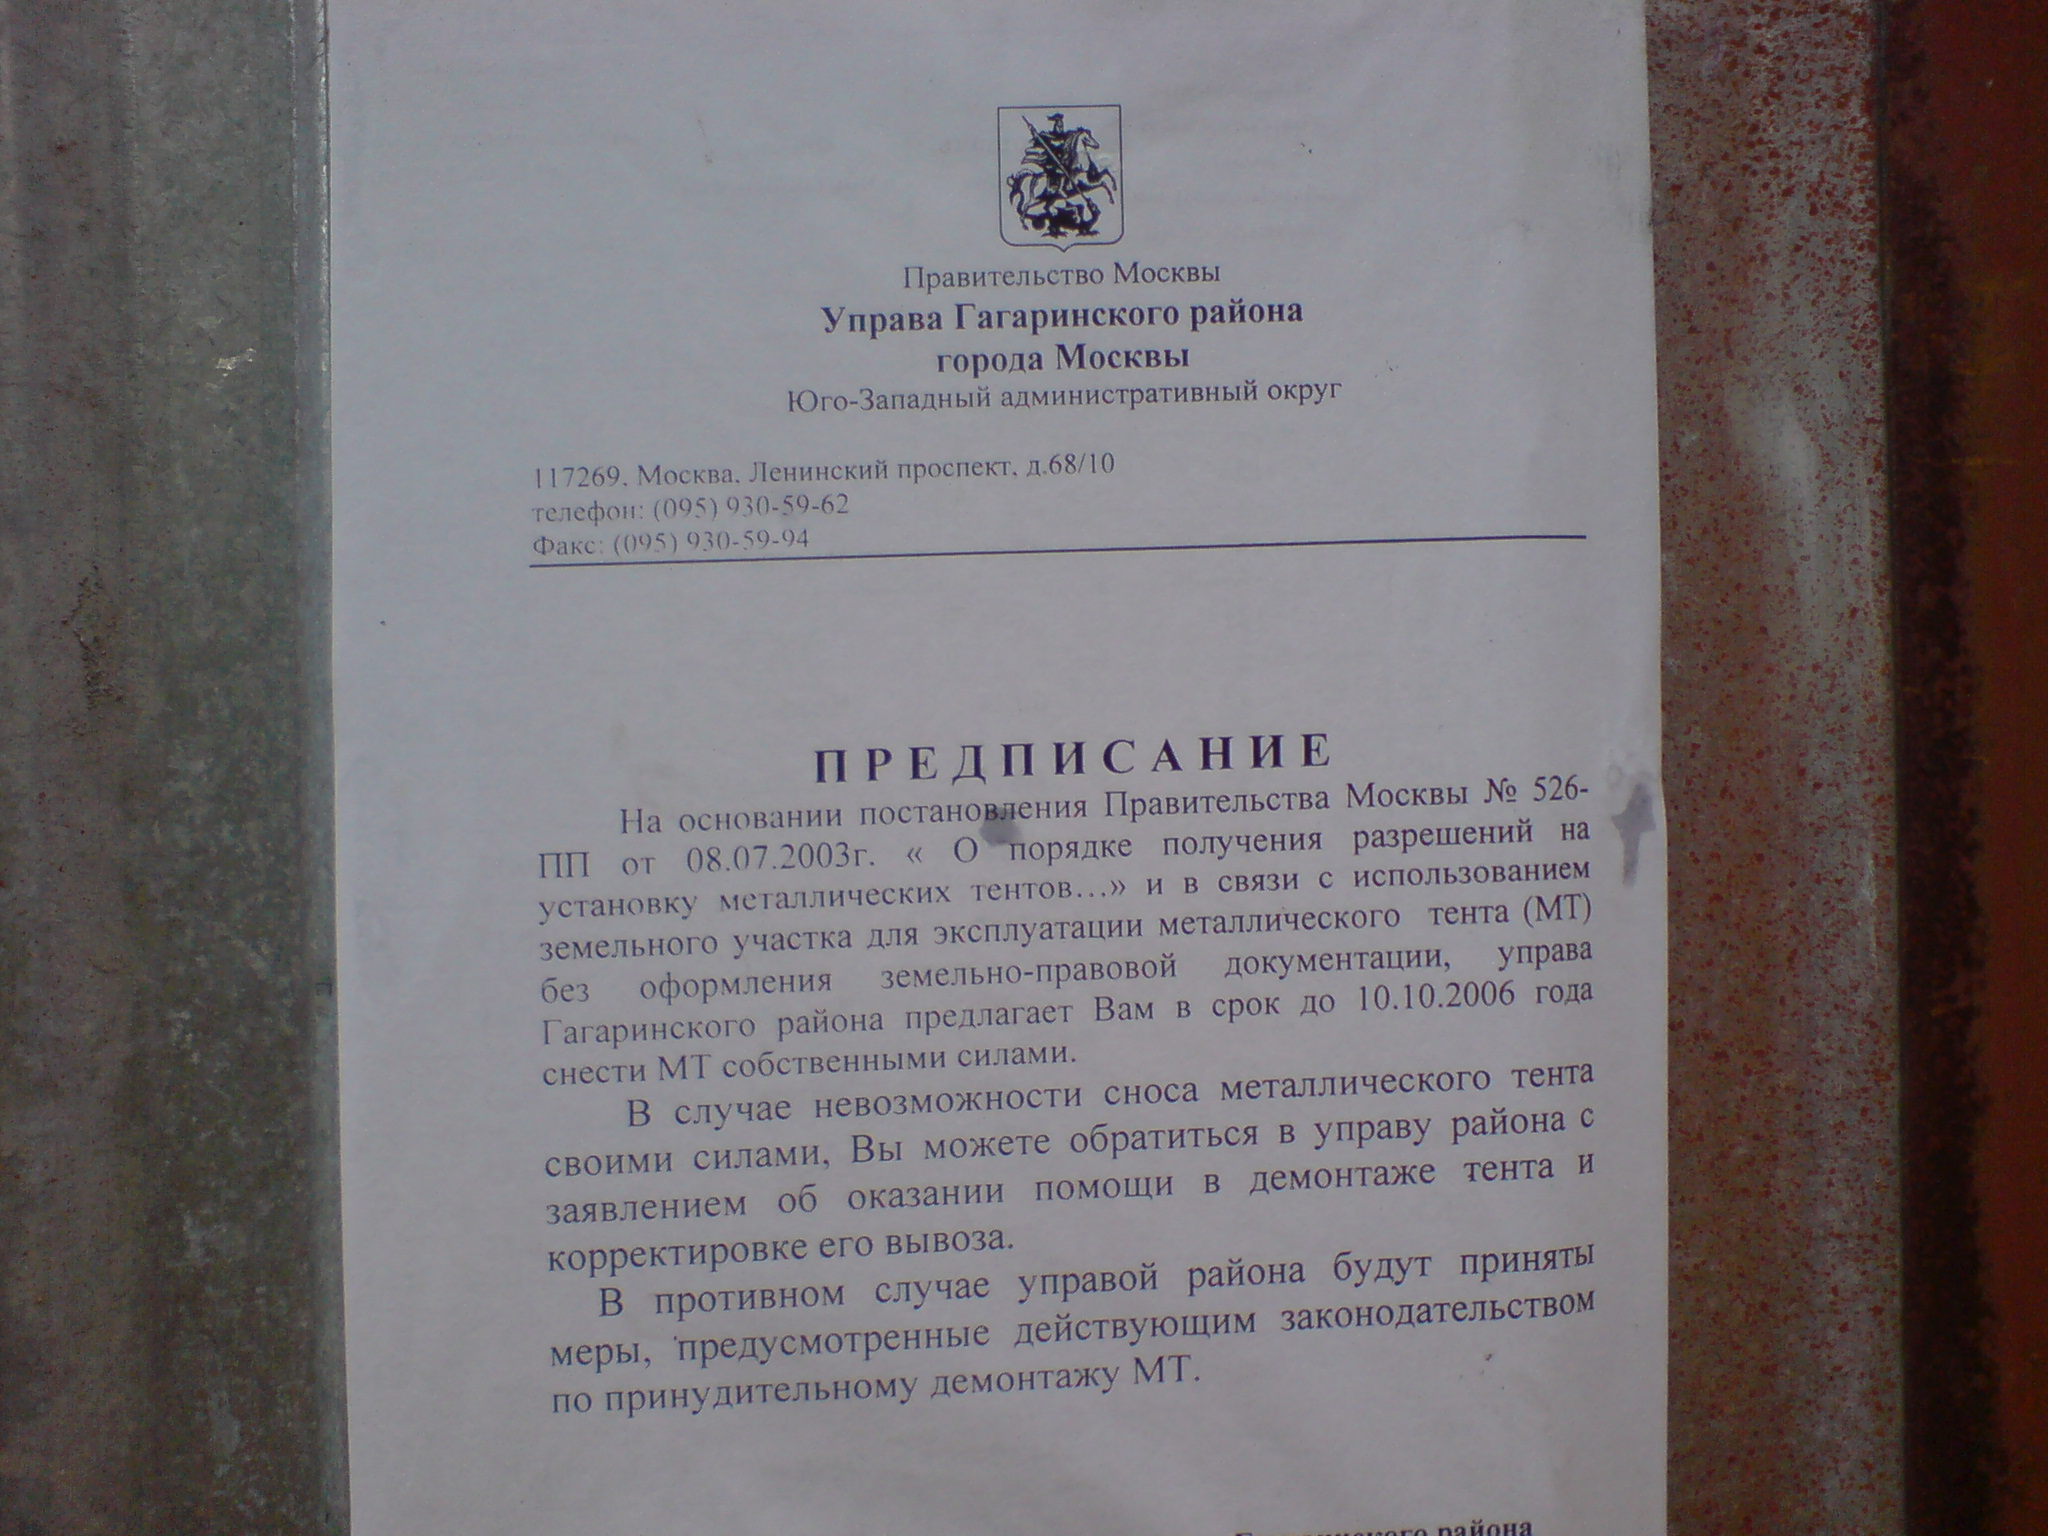 Правительство Москвы
Управа Гагаринского района
города Москвы
Юго-Западный административный округ
117269, Москва, Ленинский проспект, д.68/10
телефон: (095) 930-59-62
Факс: (095) 930-59-94
ПРЕДПИСАНИЕ
На основании постановления Правительства Москвы № 526-
ПП от 08.07.2003г. « О порядке получения разрешений на
установку металлических тентов...» и в связи с использованием
земельного участка для эксплуатации металлического тента (МТ)
без оформления земельно-правовой документации, управа
Гагаринского района предлагает Вам в срок до 10.10.2006 года
снести МТ собственными силами.
В случае невозможности сноса металлического тента
своими силами, Вы можете обратиться в управу района с
заявлением об оказании помощи в демонтаже тента и
корректировке его вывоза.
В противном случае управой района будут приняты
меры, предусмотренные действующим законодательством
по принудительному демонтажу МТ.
района